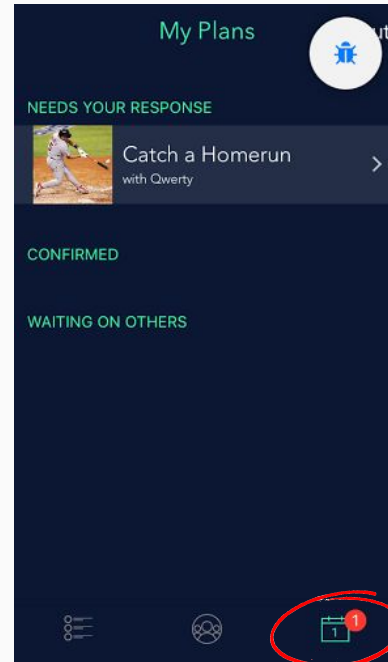 My Plans
NEEDS YOUR RESPONSE
Catch a Homerun
with Qwerty
CONFIRMED
WAITING ON OTHERS
1
1